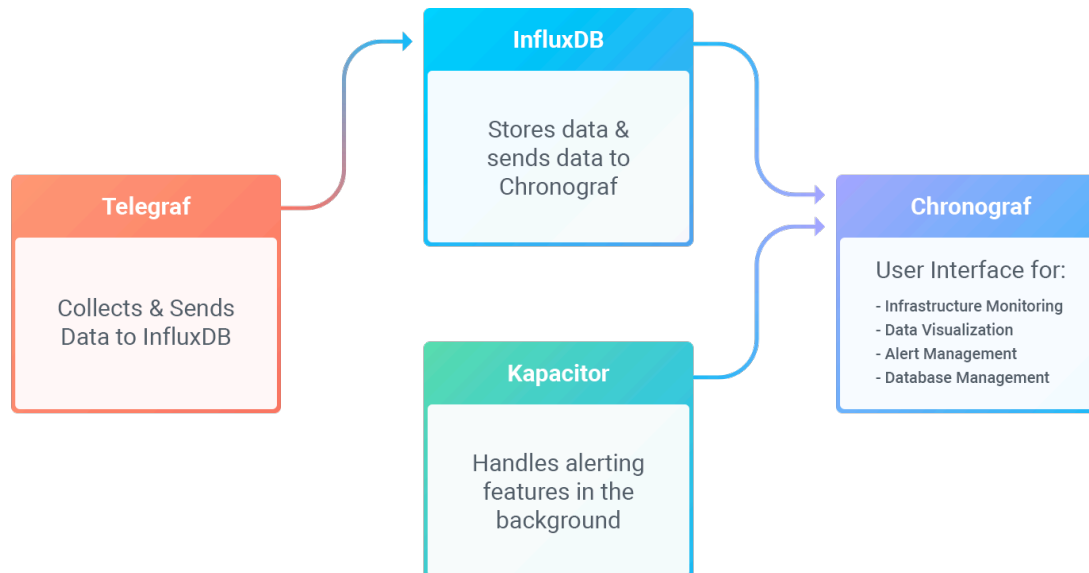 InfluxDB
Stores data &
sends data to
Chronograf
Telegraf
Collects & Sends
Data to InfluxDB
Chronograf
User Interface for:
- Infrastructure Monitoring
- Data Visualization
- Alert Management
- Database Management
Kapacitor
Handles alerting
features in the
background